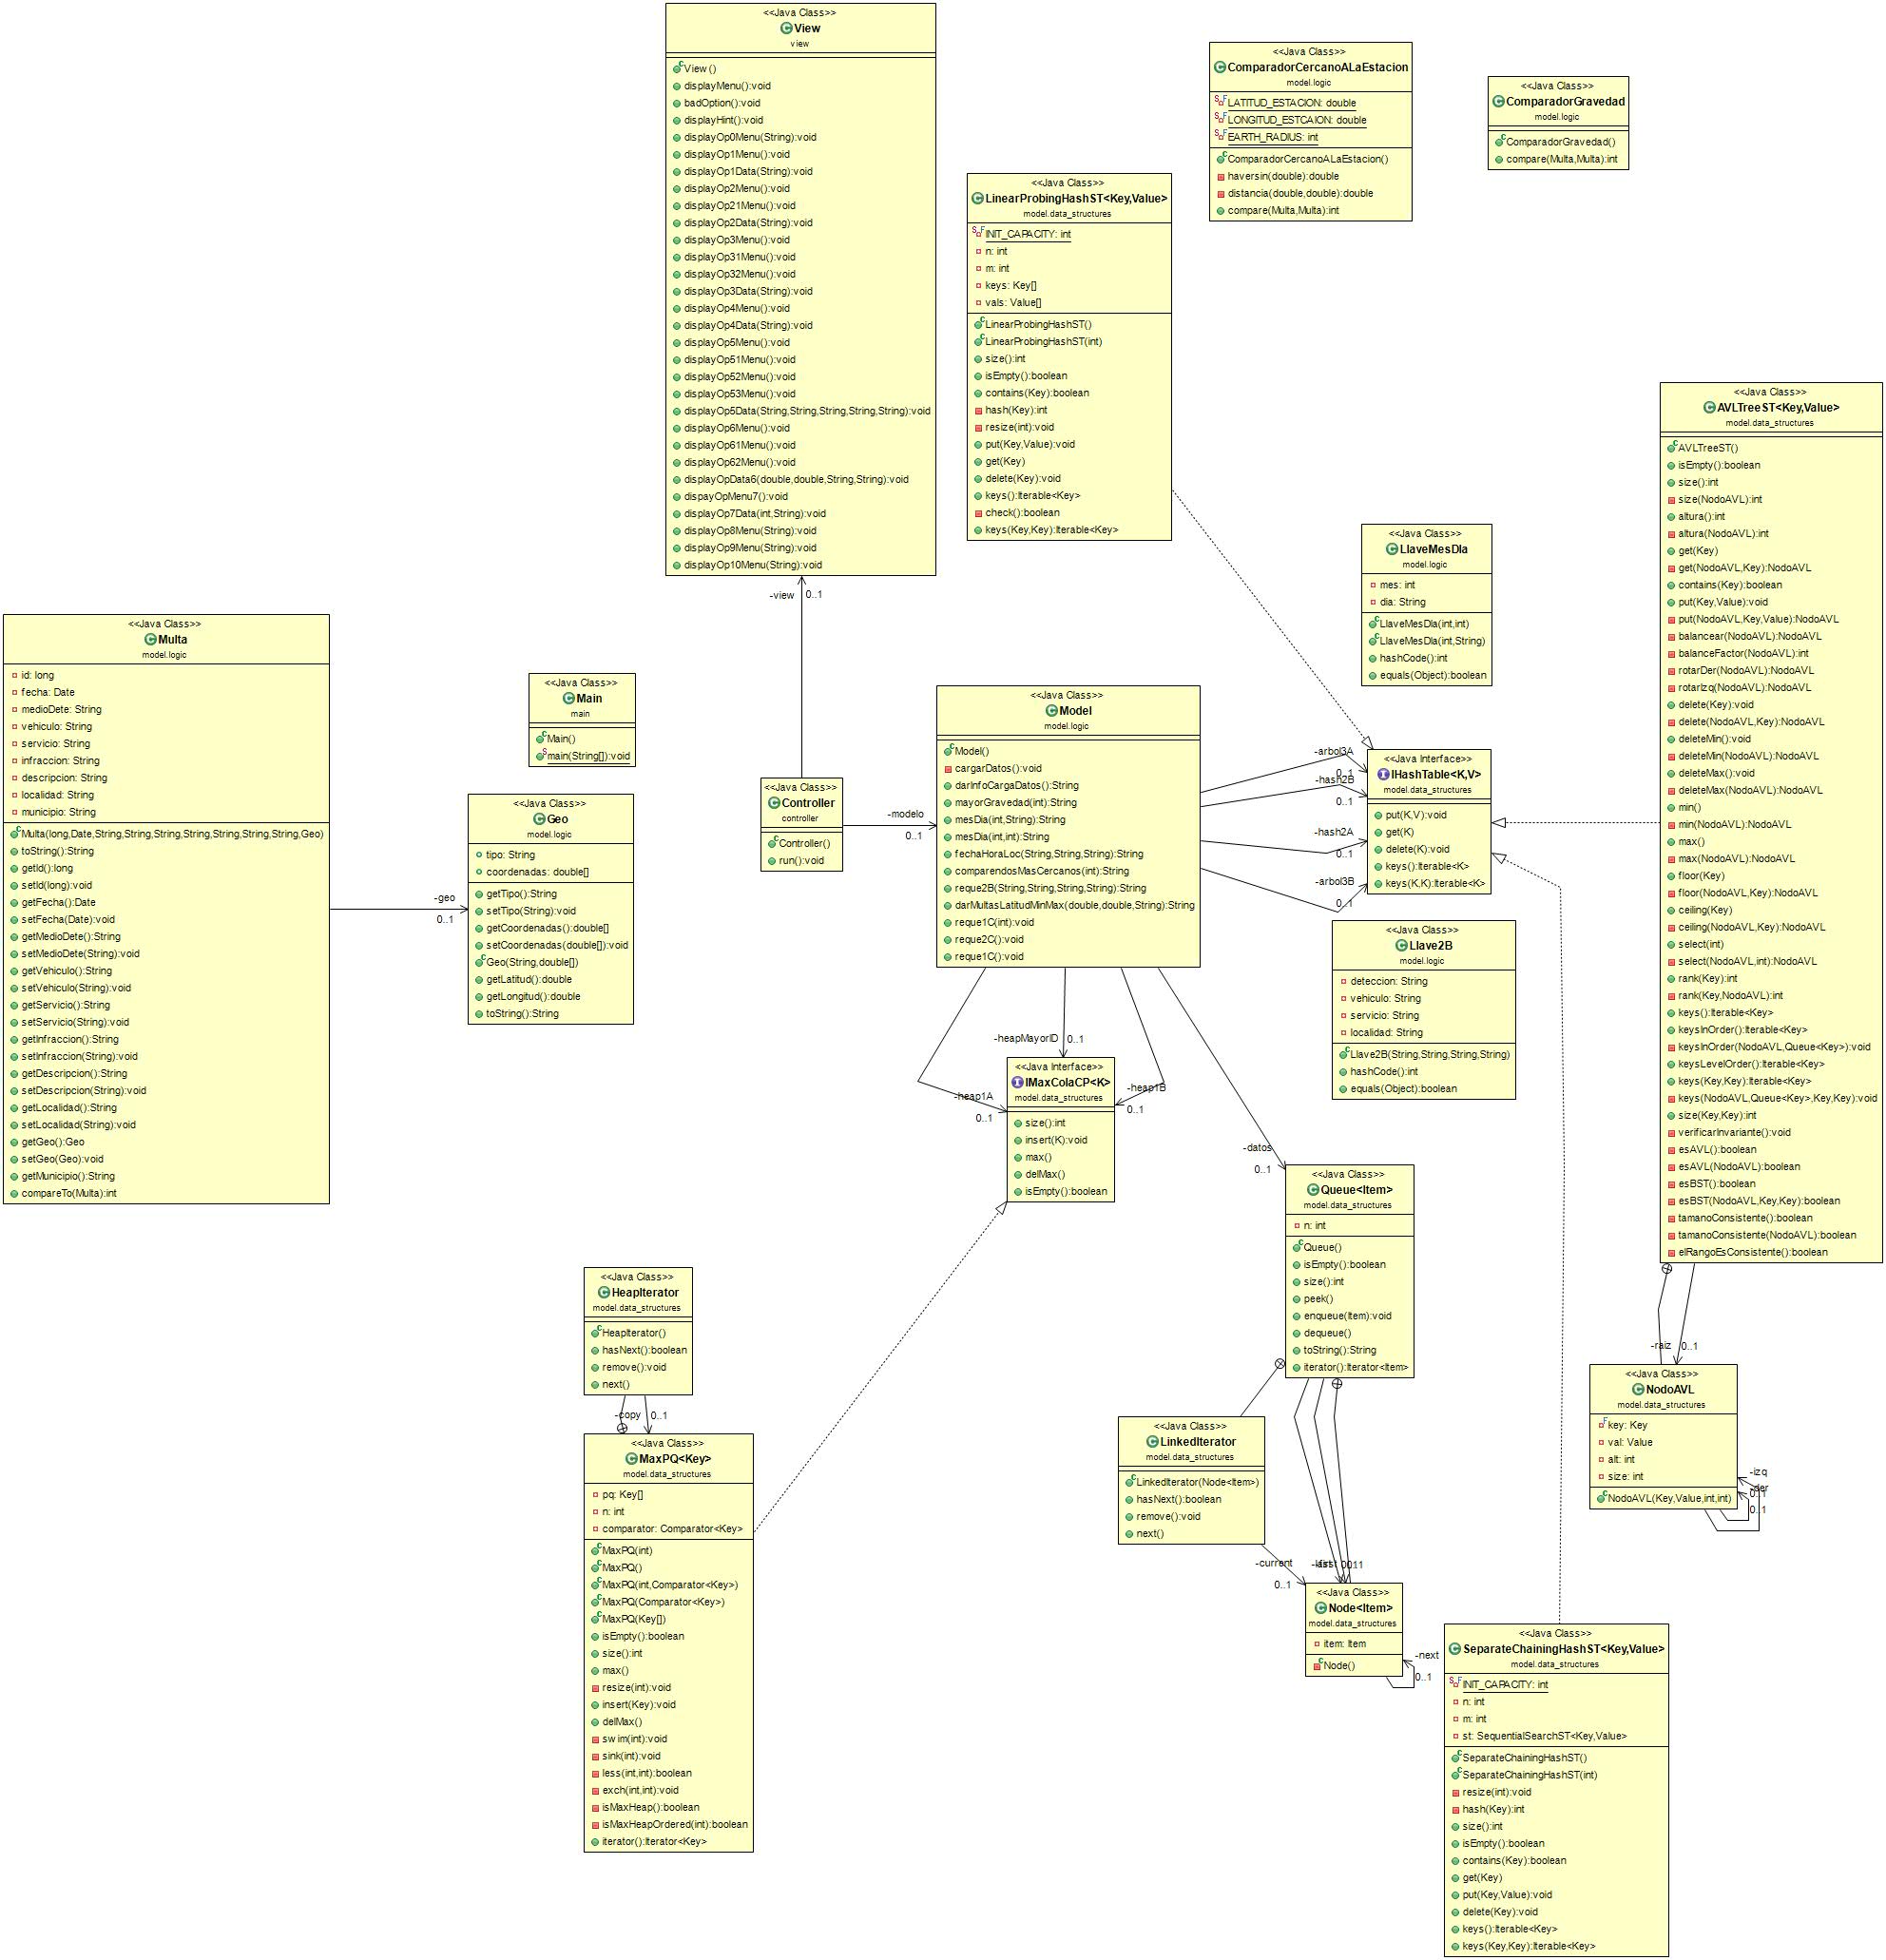 <<Java Class>>
View
view
View()
displayMenu():void
badOption():void
displayHint():void
displayOp0Menu(String):void
displayOp1Menu():void
displayOp1Data(String):void
displayOp2Menu():void
displayOp21Menu():void
displayOp2Data(String):void
displayOp3Menu():void
displayOp31Menu():void
displayOp32Menu():void
displayOp3Data(String):void
displayOp4Menu():void
displayOp4Data(String):void
displayOp5Menu():void
displayOp51Menu():void
displayOp52Menu():void
displayOp53Menu():void
displayOp5Data(String,String,String,String,String):void
displayOp6Menu():void
displayOp61Menu():void
displayOp62Menu():void
displayOpData6(double,double,String,String):void
dispayOpMenu7():void
displayOp7Data(int,String):void
displayOp8Menu(String):void
displayOp9Menu(String):void
displayOp10Menu(String):void
<<Java Class>>
ComparadorCercanoALaEstacion
model.logic
LATITUD_ESTACION: double
LONGITUD_ESTCAION: double
EARTH_RADIUS: int
ComparadorCercanoALaEstacion()
haversin(double):double
distancia(double,double):double
compare(Multa,Multa):int
<<Java Class>>
ComparadorGravedad
model.logic
ComparadorGravedad()
compare(Multa,Multa):int
<<Java Class>>
LinearProbingHashST<Key,Value>
model.data_structures
INIT_CAPACITY: int
n: int
m: int
keys: Key[]
vals: Value[]
LinearProbingHashST()
LinearProbingHashST(int)
size():int
isEmpty():boolean
contains(Key):boolean
hash(Key):int
resize(int):void
put(Key,Value):void
get(Key)
delete(Key):void
keys():Iterable<Key>
check():boolean
keys(Key,Key):Iterable<Key>
<<Java Class>>
AVLTreeST<Key,Value>
model.data_structures
AVLTreeST()
isEmpty():boolean
size():int
size(NodoAVL):int
altura():int
altura(NodoAVL):int
get(Key)
get(NodoAVL,Key):NodoAVL
contains(Key):boolean
put(Key,Value):void
put(NodoAVL,Key,Value):NodoAVL
balancear(NodoAVL):NodoAVL
balanceFactor(NodoAVL):int
rotarDer(NodoAVL):NodoAVL
rotarIzq(NodoAVL):NodoAVL
delete(Key):void
delete(NodoAVL,Key):NodoAVL
deleteMin():void
deleteMin(NodoAVL):NodoAVL
deleteMax():void
deleteMax(NodoAVL):NodoAVL
min()
min(NodoAVL):NodoAVL
max()
max(NodoAVL):NodoAVL
floor(Key)
floor(NodoAVL,Key):NodoAVL
ceiling(Key)
ceiling(NodoAVL,Key):NodoAVL
select(int)
select(NodoAVL,int):NodoAVL
rank(Key):int
rank(Key,NodoAVL):int
keys():Iterable<Key>
keysInOrder():Iterable<Key>
keysInOrder(NodoAVL,Queue<Key>):void
keysLevelOrder():Iterable<Key>
keys(Key,Key):Iterable<Key>
keys(NodoAVL,Queue<Key>,Key,Key):void
size(Key,Key):int
verificarInvariante():void
esAVL():boolean
esAVL(NodoAVL):boolean
esBST():boolean
esBST(NodoAVL,Key,Key):boolean
tamanoConsistente():boolean
tamanoConsistente(NodoAVL):boolean
elRangoEsConsistente():boolean
<<Java Class>>
LlaveMesDIa
model.logic
mes: int
dia: String
LlaveMesDIa(int,int)
LlaveMesDIa(int,String)
hashCode():int
equals(Object):boolean
-view
0..1
<<Java Class>>
Multa
model.logic
id: long
fecha: Date
medioDete: String
vehiculo: String
servicio: String
infraccion: String
descripcion: String
localidad: String
municipio: String
Multa(long,Date,String,String,String,String,String,String,String,Geo)
toString():String
getId():long
setId(long):void
getFecha():Date
setFecha(Date):void
getMedioDete():String
setMedioDete(String):void
getVehiculo():String
setVehiculo(String):void
getServicio():String
setServicio(String):void
getInfraccion():String
setInfraccion(String):void
getDescripcion():String
setDescripcion(String):void
getLocalidad():String
setLocalidad(String):void
getGeo():Geo
setGeo(Geo):void
getMunicipio():String
compareTo(Multa):int
<<Java Class>>
Main
main
Main()
main(String[]):void
-geo
0..1
<<Java Class>>
Geo
model.logic
tipo: String
coordenadas: double[]
getTipo():String
setTipo(String):void
getCoordenadas():double[]
setCoordenadas(double[]):void
Geo(String,double[])
getLatitud():double
getLongitud():double
toString():String
<<Java Class>>
Controller
controller
Controller()
run():void
-modelo
0..1
<<Java Class>>
Model
model.logic
Model()
cargarDatos():void
darInfoCargaDatos():String
mayorGravedad(int):String
mesDia(int,String):String
mesDia(int,int):String
fechaHoraLoc(String,String,String):String
comparendosMasCercanos(int):String
reque2B(String,String,String,String):String
darMultasLatitudMinMax(double,double,String):String
reque1C(int):void
reque2C():void
reque1C():void
-arbol3A
0..1
-hash2B
0..1
-hash2A
0..1
-arbol3B
0..1
<<Java Interface>>
IHashTable<K,V>
model.data_structures
put(K,V):void
get(K)
delete(K):void
keys():Iterable<K>
keys(K,K):Iterable<K>
<<Java Class>>
Llave2B
model.logic
deteccion: String
vehiculo: String
servicio: String
localidad: String
Llave2B(String,String,String,String)
hashCode():int
equals(Object):boolean
-heapMayorID
0..1
-heap1A
0..1
-heap1B
0..1
<<Java Interface>>
IMaxColaCP<K>
model.data_structures
size():int
insert(K):void
max()
delMax()
isEmpty():boolean
-datos
0..1
<<Java Class>>
Queue<Item>
model.data_structures
n: int
Queue()
isEmpty():boolean
size():int
peek()
enqueue(Item):void
dequeue()
toString():String
iterator():Iterator<Item>
<<Java Class>>
HeapIterator
model.data_structures
HeapIterator()
hasNext():boolean
remove():void
next()
-copy
0..1
<<Java Class>>
MaxPQ<Key>
model.data_structures
pq: Key[]
n: int
comparator: Comparator<Key>
MaxPQ(int)
MaxPQ()
MaxPQ(int,Comparator<Key>)
MaxPQ(Comparator<Key>)
MaxPQ(Key[])
isEmpty():boolean
size():int
max()
resize(int):void
insert(Key):void
delMax()
swim(int):void
sink(int):void
less(int,int):boolean
exch(int,int):void
isMaxHeap():boolean
isMaxHeapOrdered(int):boolean
iterator():Iterator<Key>
<<Java Class>>
LinkedIterator
model.data_structures
LinkedIterator(Node<Item>)
hasNext():boolean
remove():void
next()
-current
0..1
<<Java Class>>
Node<Item>
model.data_structures
item: Item
Node()
-next
0..1
-raiz
0..1
<<Java Class>>
NodoAVL
model.data_structures
key: Key
val: Value
alt: int
size: int
NodoAVL(Key,Value,int,int)
-izq
0..1
<<Java Class>>
SeparateChainingHashST<Key,Value>
model.data_structures
INIT_CAPACITY: int
n: int
m: int
st: SequentialSearchST<Key,Value>
SeparateChainingHashST()
SeparateChainingHashST(int)
resize(int):void
hash(Key):int
size():int
isEmpty():boolean
contains(Key):boolean
get(Key)
put(Key,Value):void
delete(Key):void
keys():Iterable<Key>
keys(Key,Key):Iterable<Key>